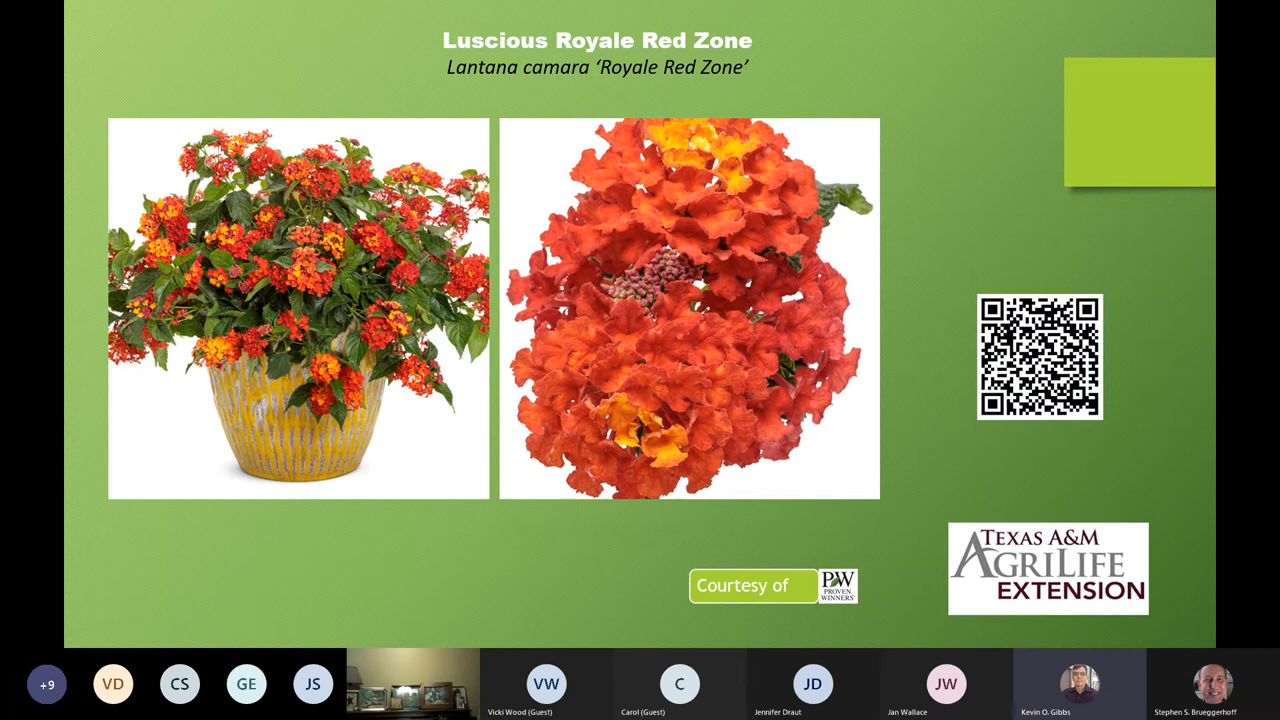 Luscious Royale Red Zone
Lantana camara ‘Royale Red Zone’
Courtesy of
PW
PROVEN
WINNERS®
TEXAS A&M
AGRILIFE
EXTENSION
+9
VD
CS
GE
JS
VW
C
JD
JW
Vicki Wood (Guest)
Carol (Guest)
Jennifer Draut
Jan Wallace
Kevin O. Gibbs
Stephen S. Brueggerhoff